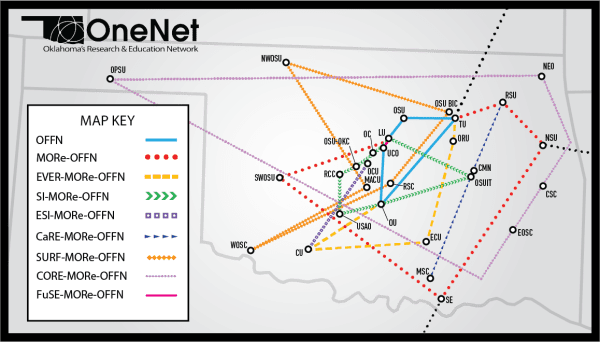 OneNet
Oklahoma's Research & Education Network
OPSU
NWOSU
NEO
MAP KEY
OFFN
MORe-OFFN
EVER-MORe-OFFN
SI-MORe-OFFN
ESI-MORe-OFFN
CaRE-MORe-OFFN
SURF-MORe-OFFN
CORE-MORe-OFFN
FuSE-MORe-OFFN
OSU
OSU BIC
TU
RSU
LU
OC
UCO
ORU
NSU
OSU-OKC
OCU
MACU
RCC
SWOSU
RSC
CMN
OSUIT
CSC
USAO
OU
EOSC
WOSC
CU
ECU
MSC
SE